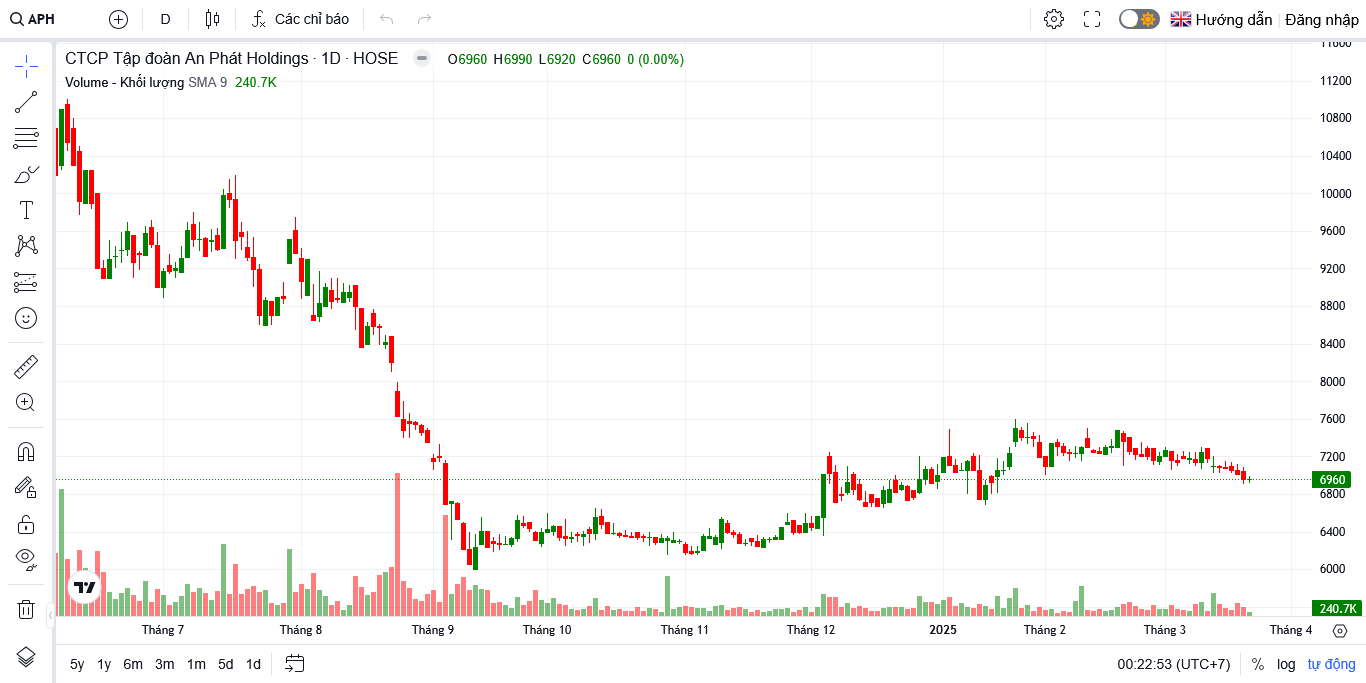 APH D Các chỉ báo Hướng dẫn Đăng nhập
CTCP Tập đoàn An Phát Holdings · 1D · HOSE O6960 H6990 L6920 C6960 0 (0.00%)
Volume - Khối lượng SMA 9 240.7K
11600
11200
10800
10400
10000
9600
9200
8800
8400
8000
7600
7200
6960
6800
6400
6000
240.7K
Tháng 7 Tháng 8 Tháng 9 Tháng 10 Tháng 11 Tháng 12 2025 Tháng 2 Tháng 3 Tháng 4
5y 1y 6m 3m 1m 5d 1d 00:22:53 (UTC+7) % log tự động